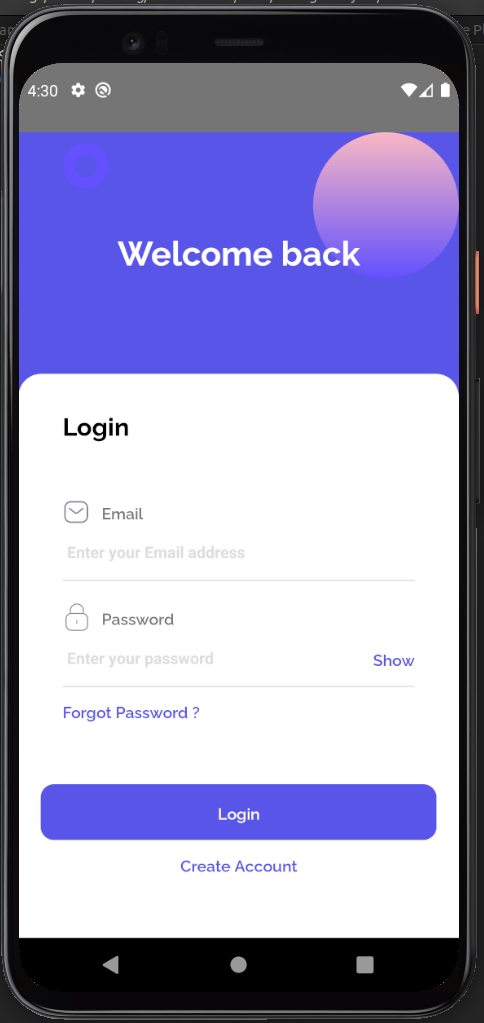 4:30
Welcome back
Login
Email
Enter your Email address
Password
Enter your password
Show
Forgot Password ?
Login
Create Account